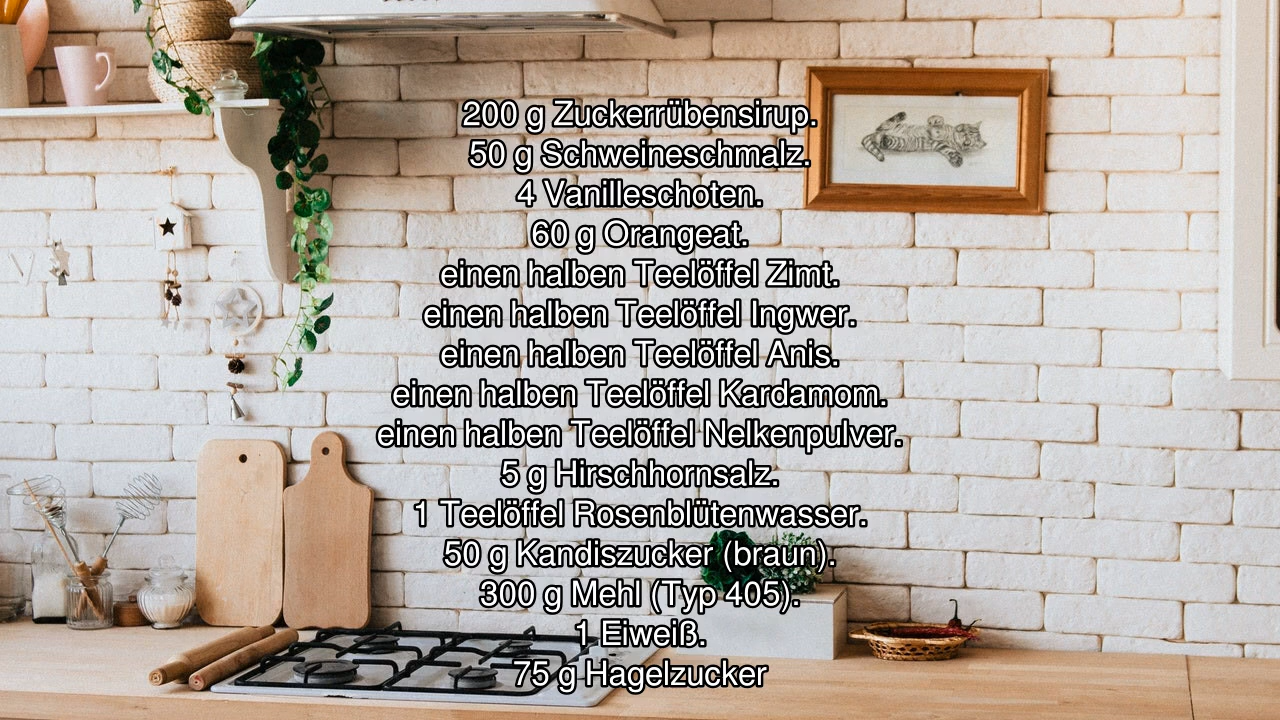 200 g Zuckerrübensirup.
50 g Schweineschmalz.
4 Vanilleschoten.
60 g Orangeat.
einen halben Teelöffel Zimt.
einen halben Teelöffel Ingwer.
einen halben Teelöffel Anis.
einen halben Teelöffel Kardamom.
einen halben Teelöffel Nelkenpulver.
5 g Hirschhornsalz.
1 Teelöffel Rosenblütenwasser.
50 g Kandiszucker (braun).
300 g Mehl (Typ 405).
1 Eiweiß.
75 g Hagelzucker